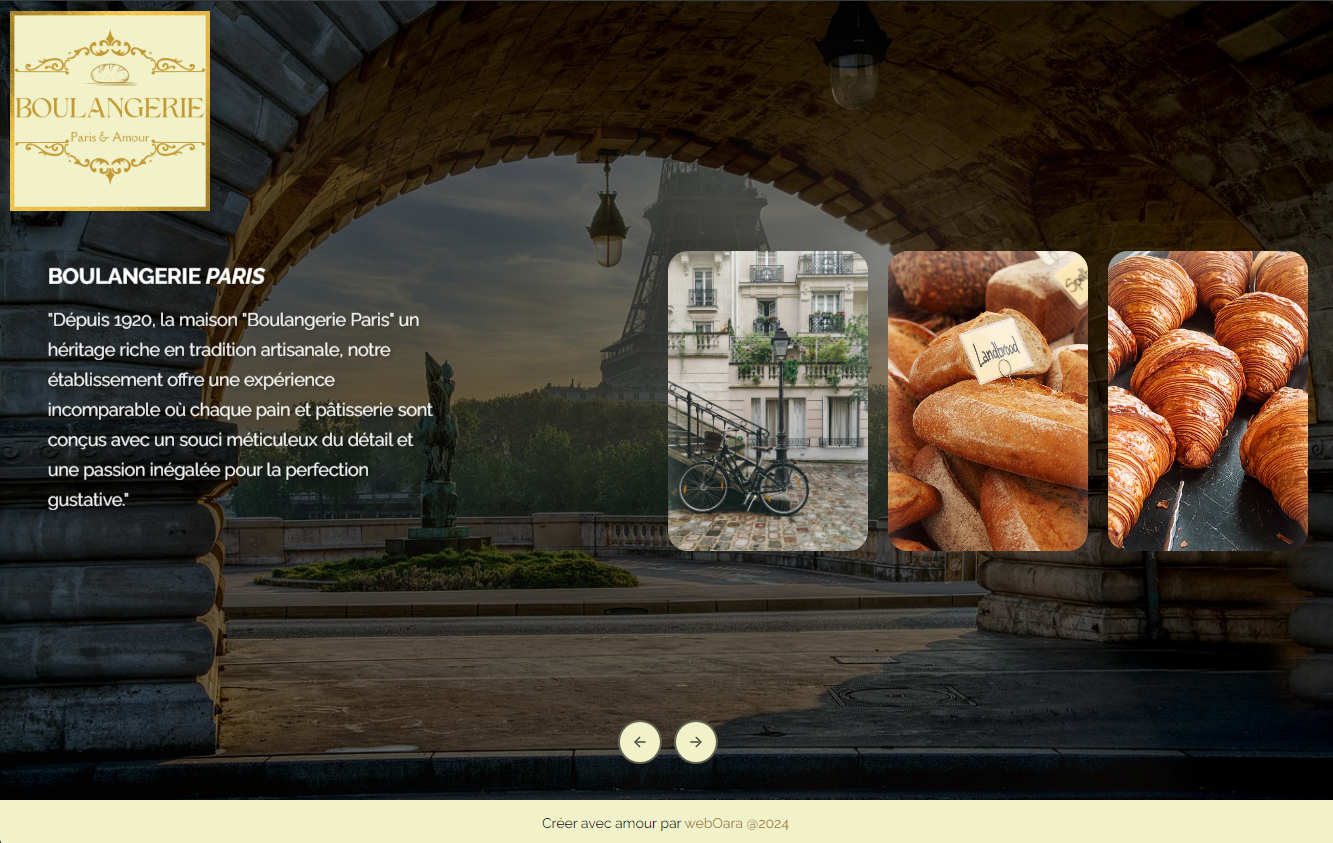 BOULANGERIE
Paris & Amour
BOULANGERIE PARIS
"Dépuis 1920, la maison "Boulangerie Paris" un
héritage riche en tradition artisanale, notre
établissement offre une expérience
incomparable où chaque pain et pâtisserie sont
conçus avec un souci méticuleux du détail et
une passion inégalée pour la perfection
gustative."
Landbrood
Créer avec amour par webOara @2024